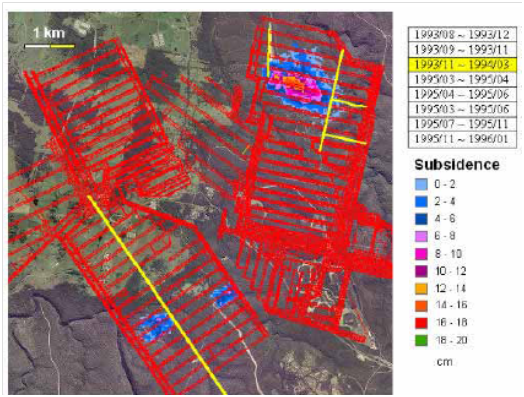 1 km
1993/08 ~ 1993/12
1993/09 ~ 1993/11
1993/11 ~ 1994/03
1995/03 ~ 1995/04
1995/04 ~ 1995/06
1995/03 ~ 1995/06
1995/07 ~ 1995/11
1995/11 ~ 1996/01
Subsidence
0 - 2
2 - 4
4 - 6
6 - 8
8 - 10
10 - 12
12 - 14
14 - 16
16 - 18
18 - 20
cm